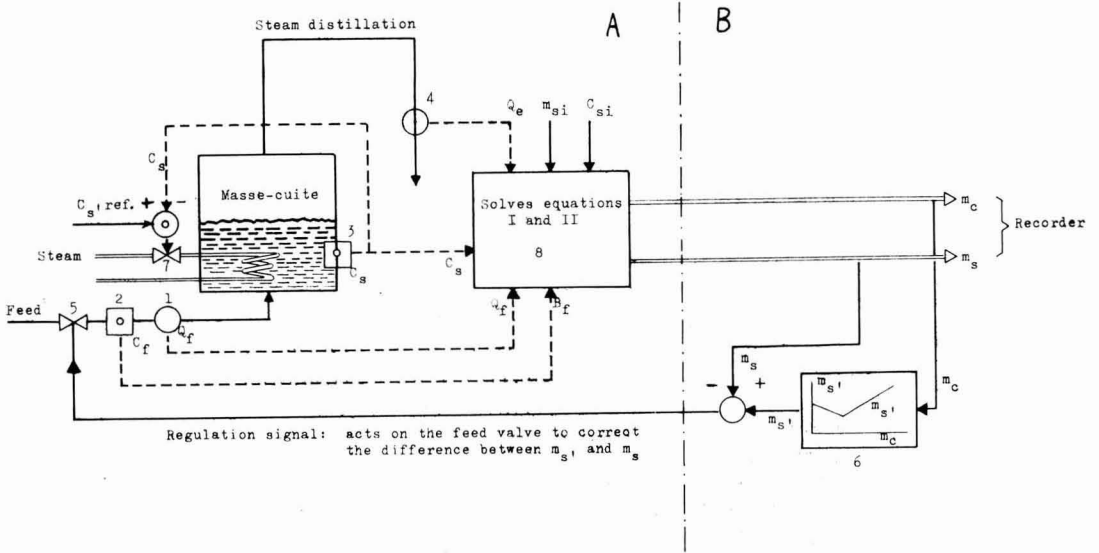 Steam distillation
A
B
4
Q_e
m_si
C_si
C_s
Masse-cuite
Solves equations
I and II
8
C_s, ref.
+
-
3
m_c
Recorder
m_s
Steam
7
C_s
C_s
Feed
5
2
1
C_f
Q_f
Q_f
B_f
m_s
-
+
m_s'
m_s'
m_c
m_c
m_s'
6
Regulation signal: acts on the feed valve to correct
the difference between m_s' and m_s